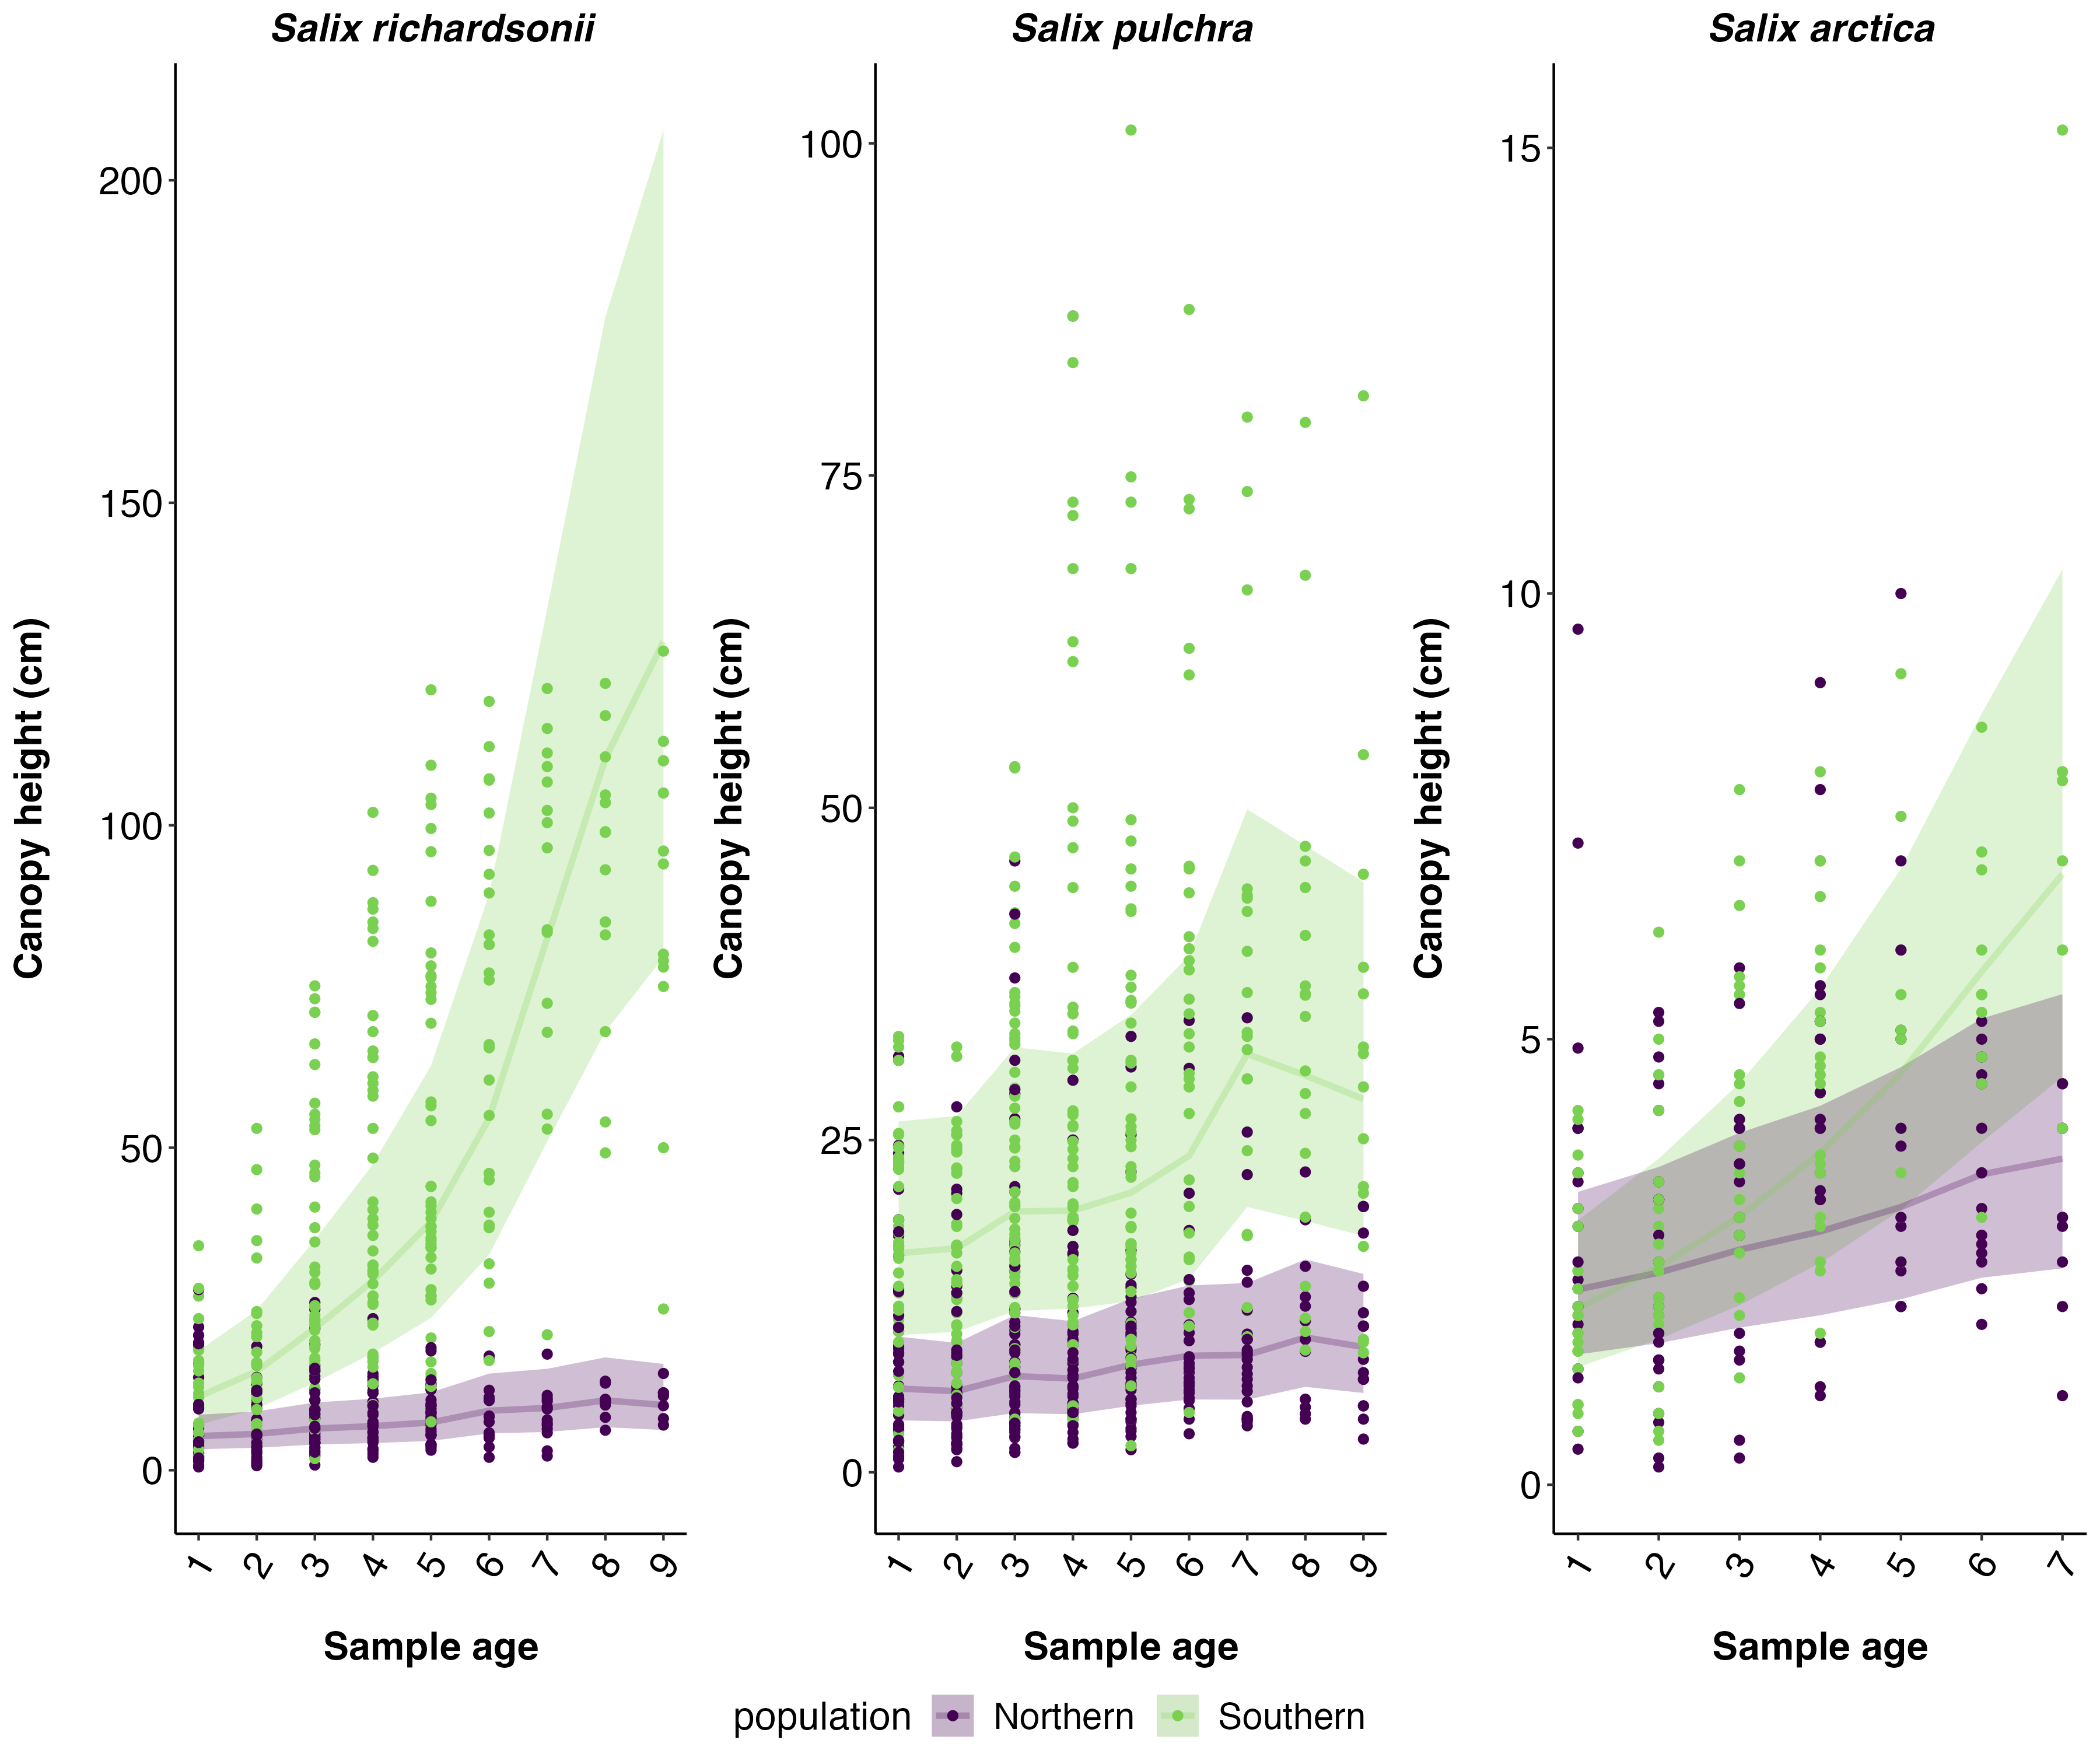 Salix richardsonii
Salix pulchra
Salix arctica
Canopy height (cm)
200
150
100
50
0
1 2 3 4 5 6 7 8 9
Sample age
Canopy height (cm)
100
75
50
25
0
1 2 3 4 5 6 7 8 9
Sample age
Canopy height (cm)
15
10
5
0
1 2 3 4 5 6 7
Sample age
population Northern Southern